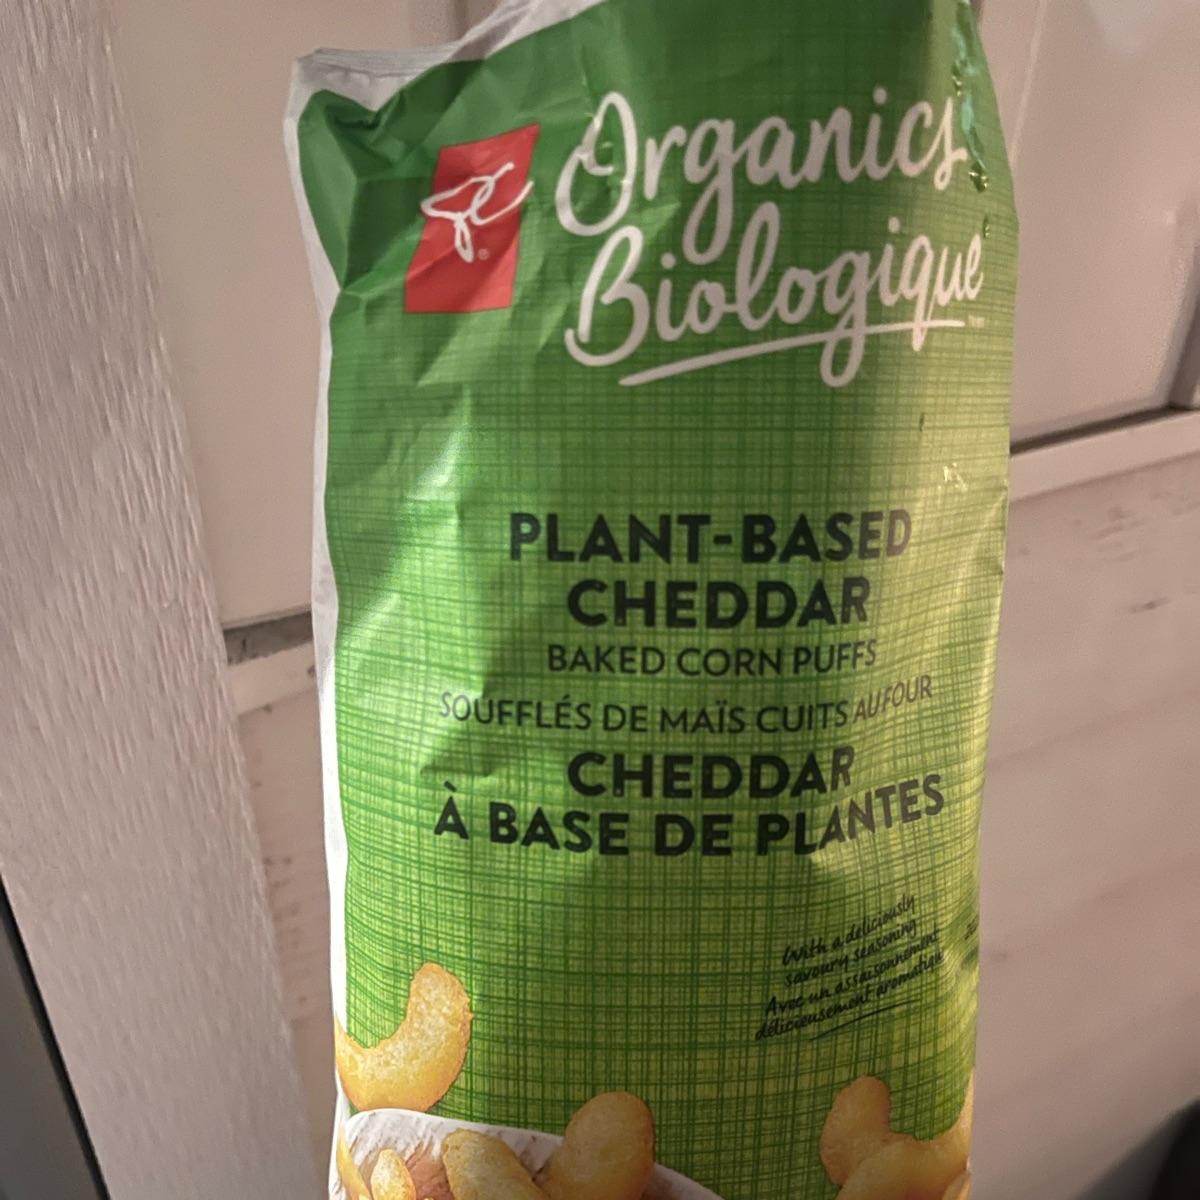 PC®
Organics
Biologique
PLANT-BASED
CHEDDAR
BAKED CORN PUFFS
SOUFFLÉS DE MAÏS CUITS AU FOUR
CHEDDAR
À BASE DE PLANTES
With a deliciously
savoury seasoning
Avec un assaisonnement
délicieusement aromatique